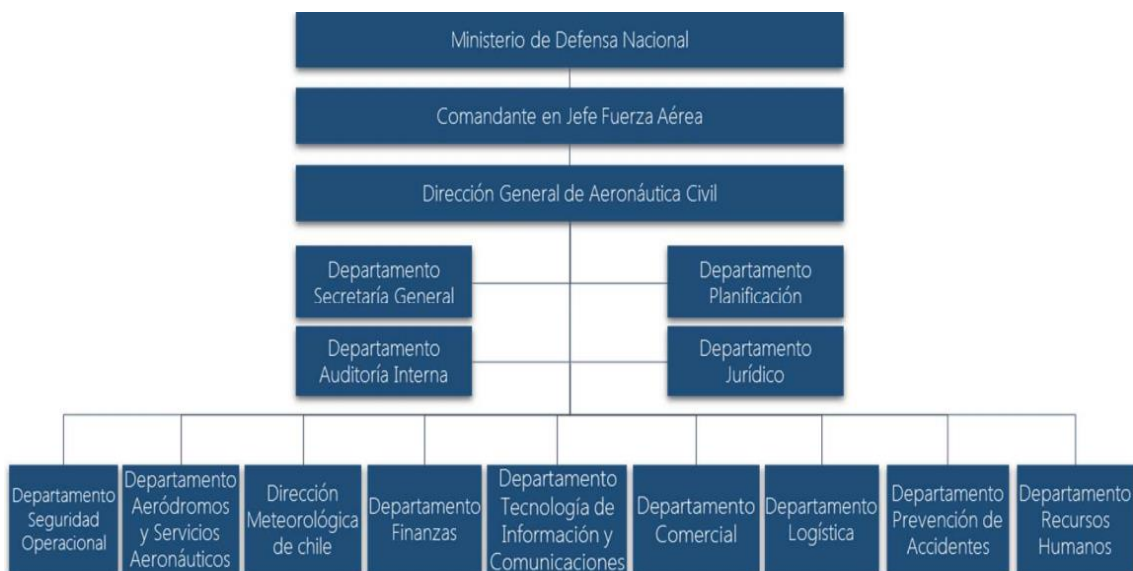 Ministerio de Defensa Nacional
Comandante en Jefe Fuerza Aérea
Dirección General de Aeronáutica Civil
Departamento
Secretaría General
Departamento
Planificación
Departamento
Auditoría Interna
Departamento
Jurídico
Departamento
Seguridad
Operacional
Departamento
Aeródromos
y Servicios
Aeronáuticos
Dirección
Meteorológica
de chile
Departamento
Finanzas
Departamento
Tecnología de
Información y
Comunicaciones
Departamento
Comercial
Departamento
Logística
Departamento
Prevención de
Accidentes
Departamento
Recursos
Humanos